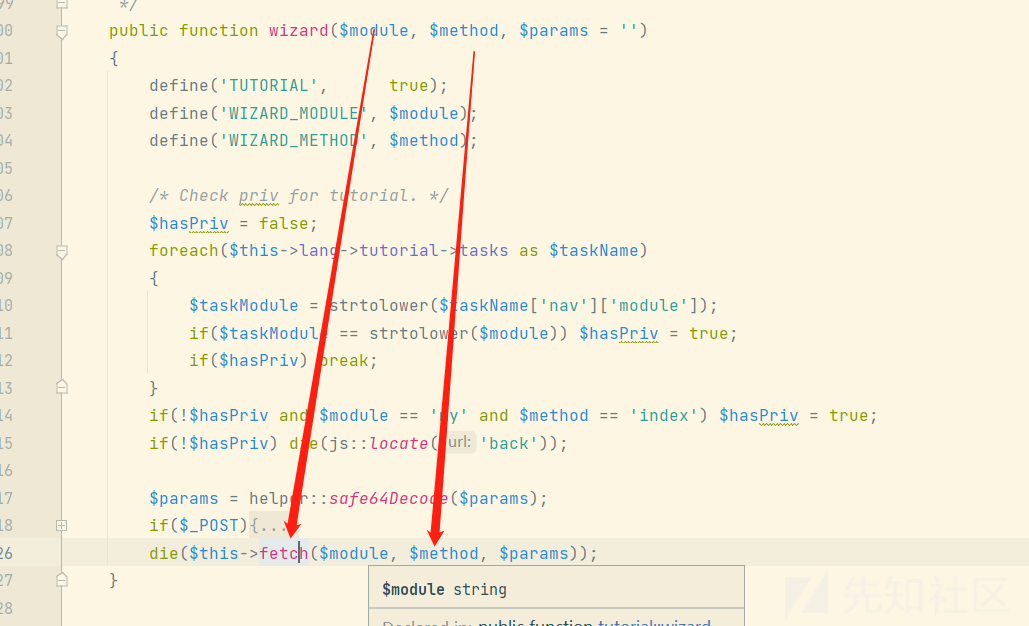 99 */
00 public function wizard($module, $method, $params = '')
01 {
02 define('TUTORIAL', true);
03 define('WIZARD_MODULE', $module);
04 define('WIZARD_METHOD', $method);
05
06 /* Check priv for tutorial. */
07 $hasPriv = false;
08 foreach($this->lang->tutorial->tasks as $taskName)
09 {
10 $taskModule = strtolower($taskName['nav']['module']);
11 if($taskModule == strtolower($module)) $hasPriv = true;
12 if($hasPriv) break;
13 }
14 if(!$hasPriv and $module == 'my' and $method == 'index') $hasPriv = true;
15 if(!$hasPriv) die(js::locate( url: 'back'));
16
17 $params = helper::safe64Decode($params);
18 if($_POST){...
26 die($this->fetch($module, $method, $params));
27 }
28
$module string
Declared in: public function tutorial::wizard
先知社区